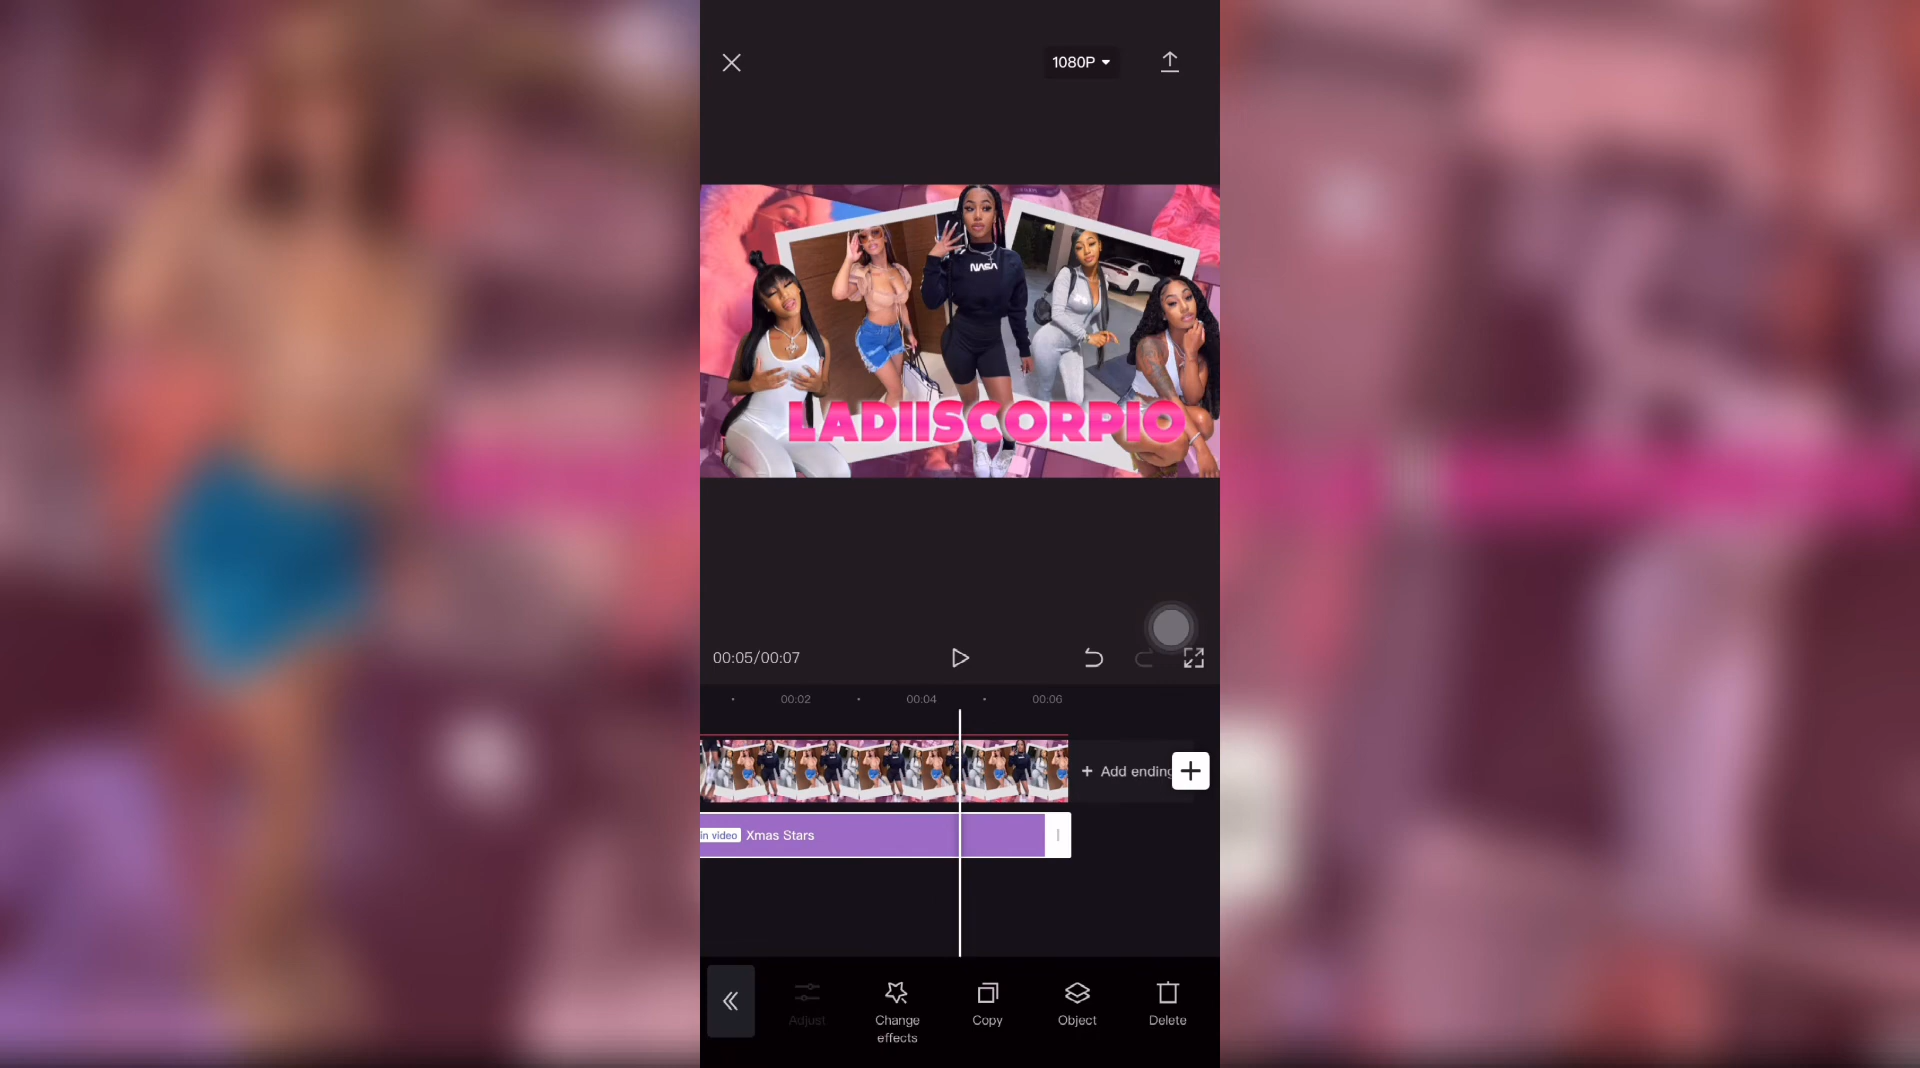 1080P
NASA
LADIISCORPIO
00:05/00:07
00:02
00:04
00:06
+ Add ending
in video
Xmas Stars
Adjust
Change
effects
Copy
Object
Delete